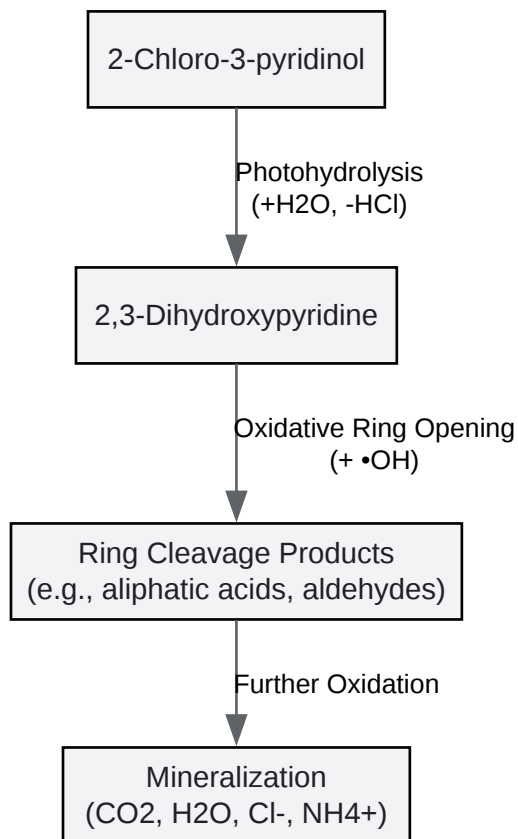 2-Chloro-3-pyridinol
Photohydrolysis
(+H2O, -HCl)
2,3-Dihydroxypyridine
Oxidative Ring Opening
(+ •OH)
Ring Cleavage Products
(e.g., aliphatic acids, aldehydes)
Further Oxidation
Mineralization
(CO2, H2O, Cl-, NH4+)